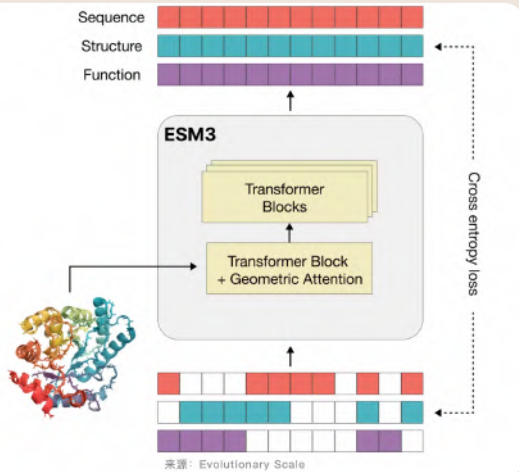 Sequence
Structure
Function
ESM3
Transformer
Blocks
Transformer Block
+ Geometric Attention
Cross entropy loss
来源：Evolutionary Scale